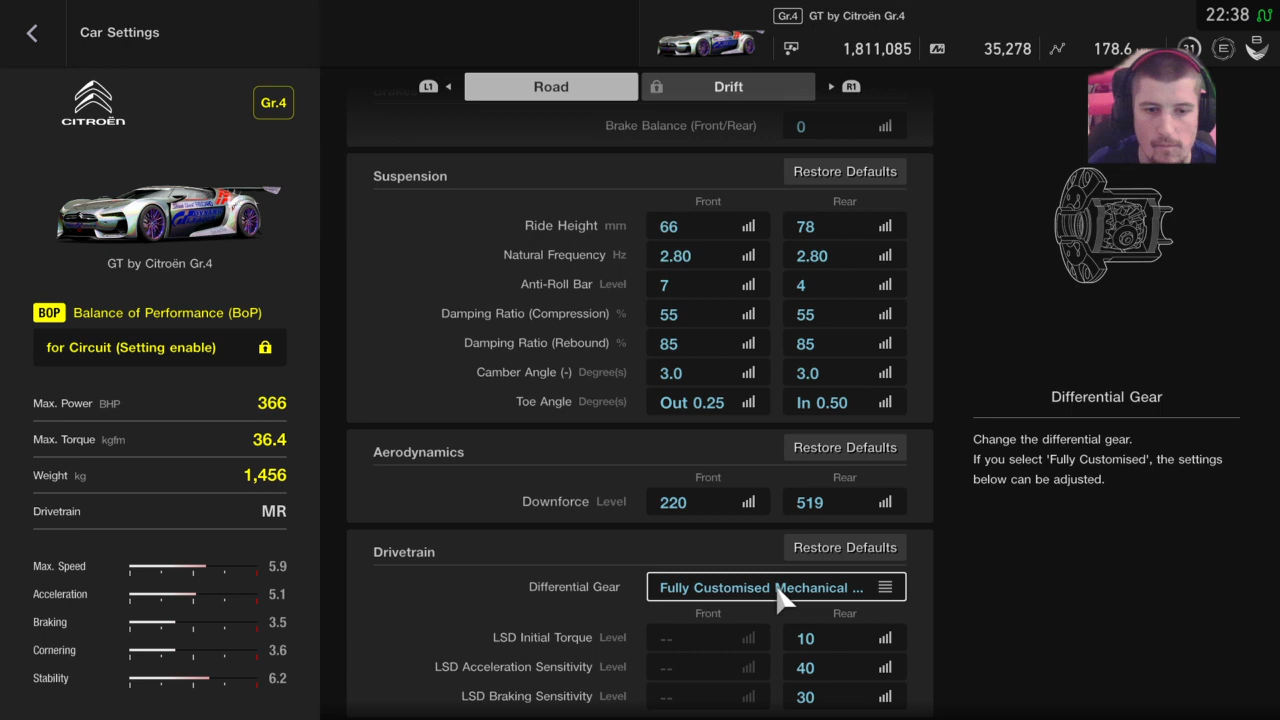 Car Settings
Gr.4 GT by Citroën Gr.4
22:38
1,811,085 35,278 178.6
31 E B
CITROËN
Gr.4
GT by Citroën Gr.4
BOP Balance of Performance (BoP)
for Circuit (Setting enable)
Max. Power BHP 366
Max. Torque kgfm 36.4
Weight kg 1,456
Drivetrain MR
Max. Speed 5.9
Acceleration 5.1
Braking 3.5
Cornering 3.6
Stability 6.2
L1 Road Drift R1
Brakes
Brake Balance (Front/Rear) 0
Suspension Restore Defaults
Front Rear
Ride Height mm 66 78
Natural Frequency Hz 2.80 2.80
Anti-Roll Bar Level 7 4
Damping Ratio (Compression) % 55 55
Damping Ratio (Rebound) % 85 85
Camber Angle (-) Degree(s) 3.0 3.0
Toe Angle Degree(s) Out 0.25 In 0.50
Aerodynamics Restore Defaults
Front Rear
Downforce Level 220 519
Drivetrain Restore Defaults
Differential Gear Fully Customised Mechanical ...
Front Rear
LSD Initial Torque Level -- 10
LSD Acceleration Sensitivity Level -- 40
LSD Braking Sensitivity Level -- 30
Differential Gear
Change the differential gear.
If you select 'Fully Customised', the settings
below can be adjusted.